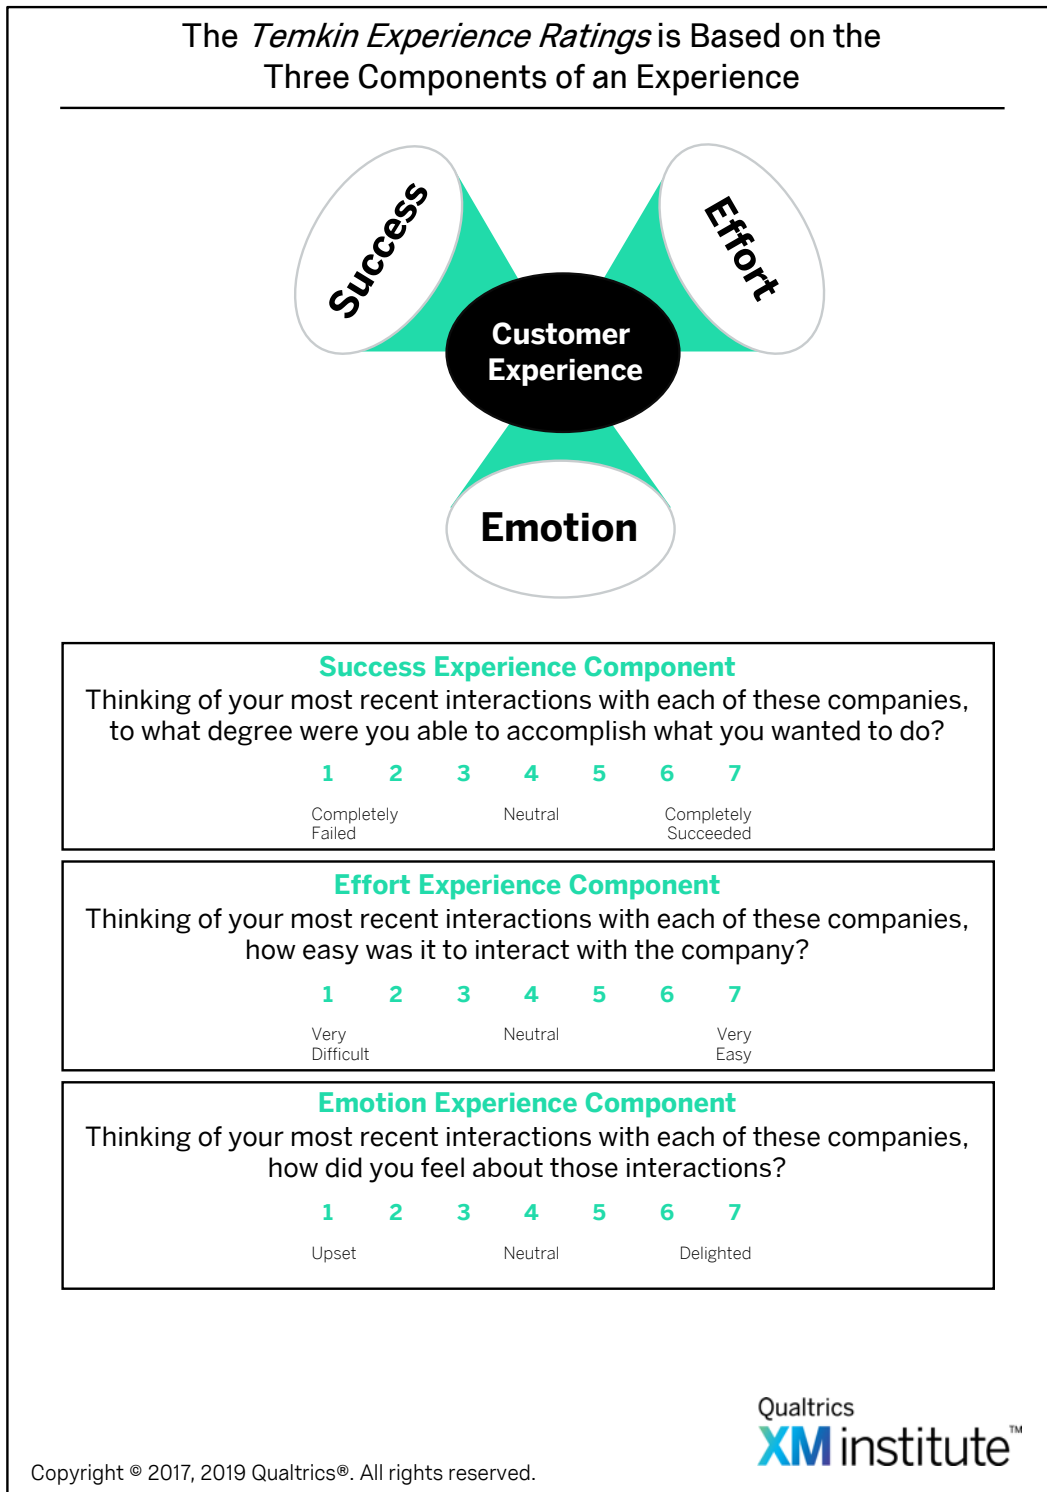 The Temkin Experience Ratings is Based on the
Three Components of an Experience
Success
Effort
Customer
Experience
Emotion
Success Experience Component
Thinking of your most recent interactions with each of these companies,
to what degree were you able to accomplish what you wanted to do?
1 2 3 4 5 6 7
Completely Neutral Completely
Failed Succeeded
Effort Experience Component
Thinking of your most recent interactions with each of these companies,
how easy was it to interact with the company?
1 2 3 4 5 6 7
Very Neutral Very
Difficult Easy
Emotion Experience Component
Thinking of your most recent interactions with each of these companies,
how did you feel about those interactions?
1 2 3 4 5 6 7
Upset Neutral Delighted
Qualtrics
XM institute™
Copyright © 2017, 2019 Qualtrics®. All rights reserved.